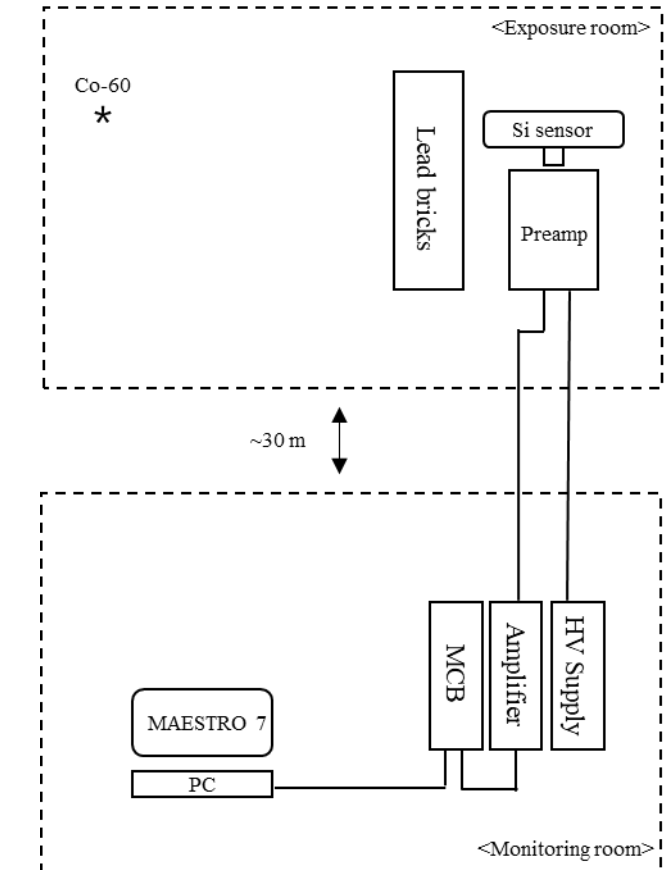 <Exposure room>
Co-60
*
Lead bricks
Si sensor
Preamp
~30 m
MCB
Amplifier
HV Supply
MAESTRO 7
PC
<Monitoring room>